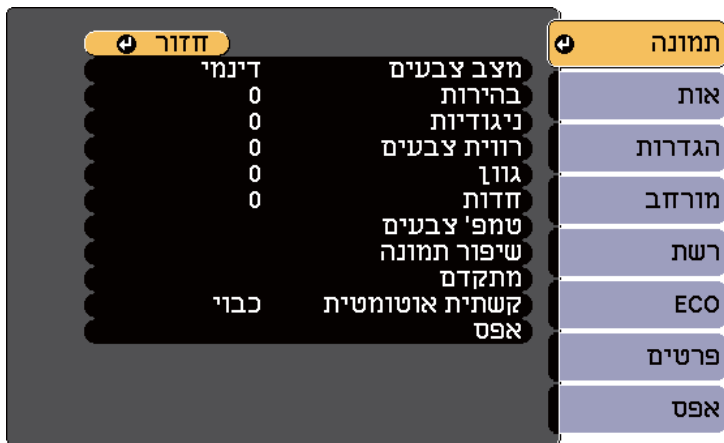 תמונה
אות
הגדרות
מורחב
רשת
ECO
פרטים
אפס
חזור
מצב צבעים דינמי
בהירות 0
ניגודיות 0
רווית צבעים 0
גוון 0
חדות 0
טמפ' צבעים
שיפור תמונה
מתקדם
קשתית אוטומטית כבוי
אפס